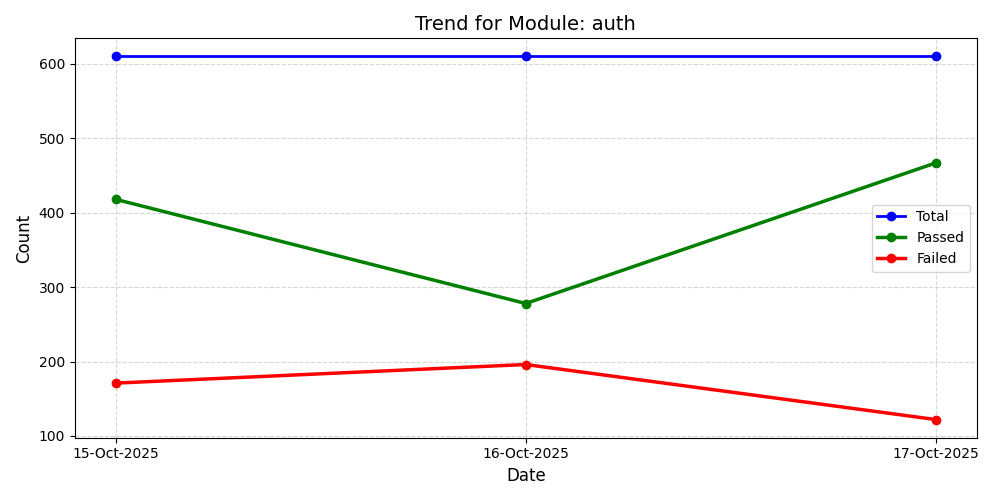 Trend for Module: auth
600
500
400
300
200
100
Count
Total
Passed
Failed
15-Oct-2025
16-Oct-2025
17-Oct-2025
Date